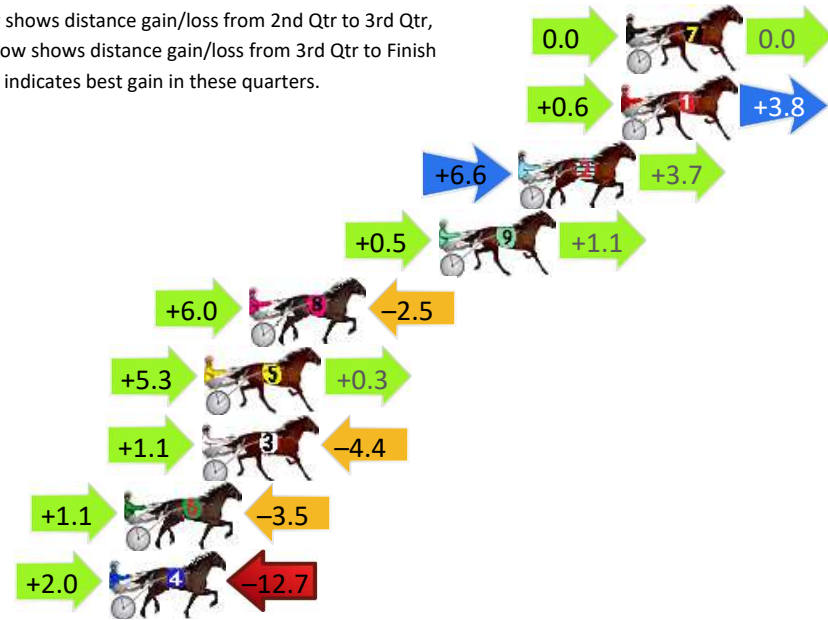 shows distance gain/loss from 2nd Qtr to 3rd Qtr,
ow shows distance gain/loss from 3rd Qtr to Finish
indicates best gain in these quarters.
0.0 7 0.0
+0.6 1 +3.8
+6.6 2 +3.7
+0.5 9 +1.1
+6.0 8 –2.5
+5.3 5 +0.3
+1.1 3 –4.4
+1.1 6 –3.5
+2.0 4 –12.7